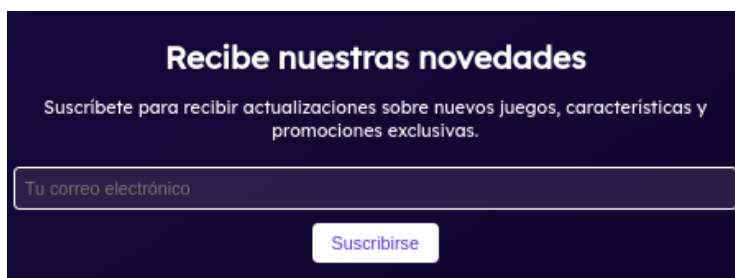 Recibe nuestras novedades
Suscríbete para recibir actualizaciones sobre nuevos juegos, características y
promociones exclusivas.
Tu correo electrónico
Suscribirse